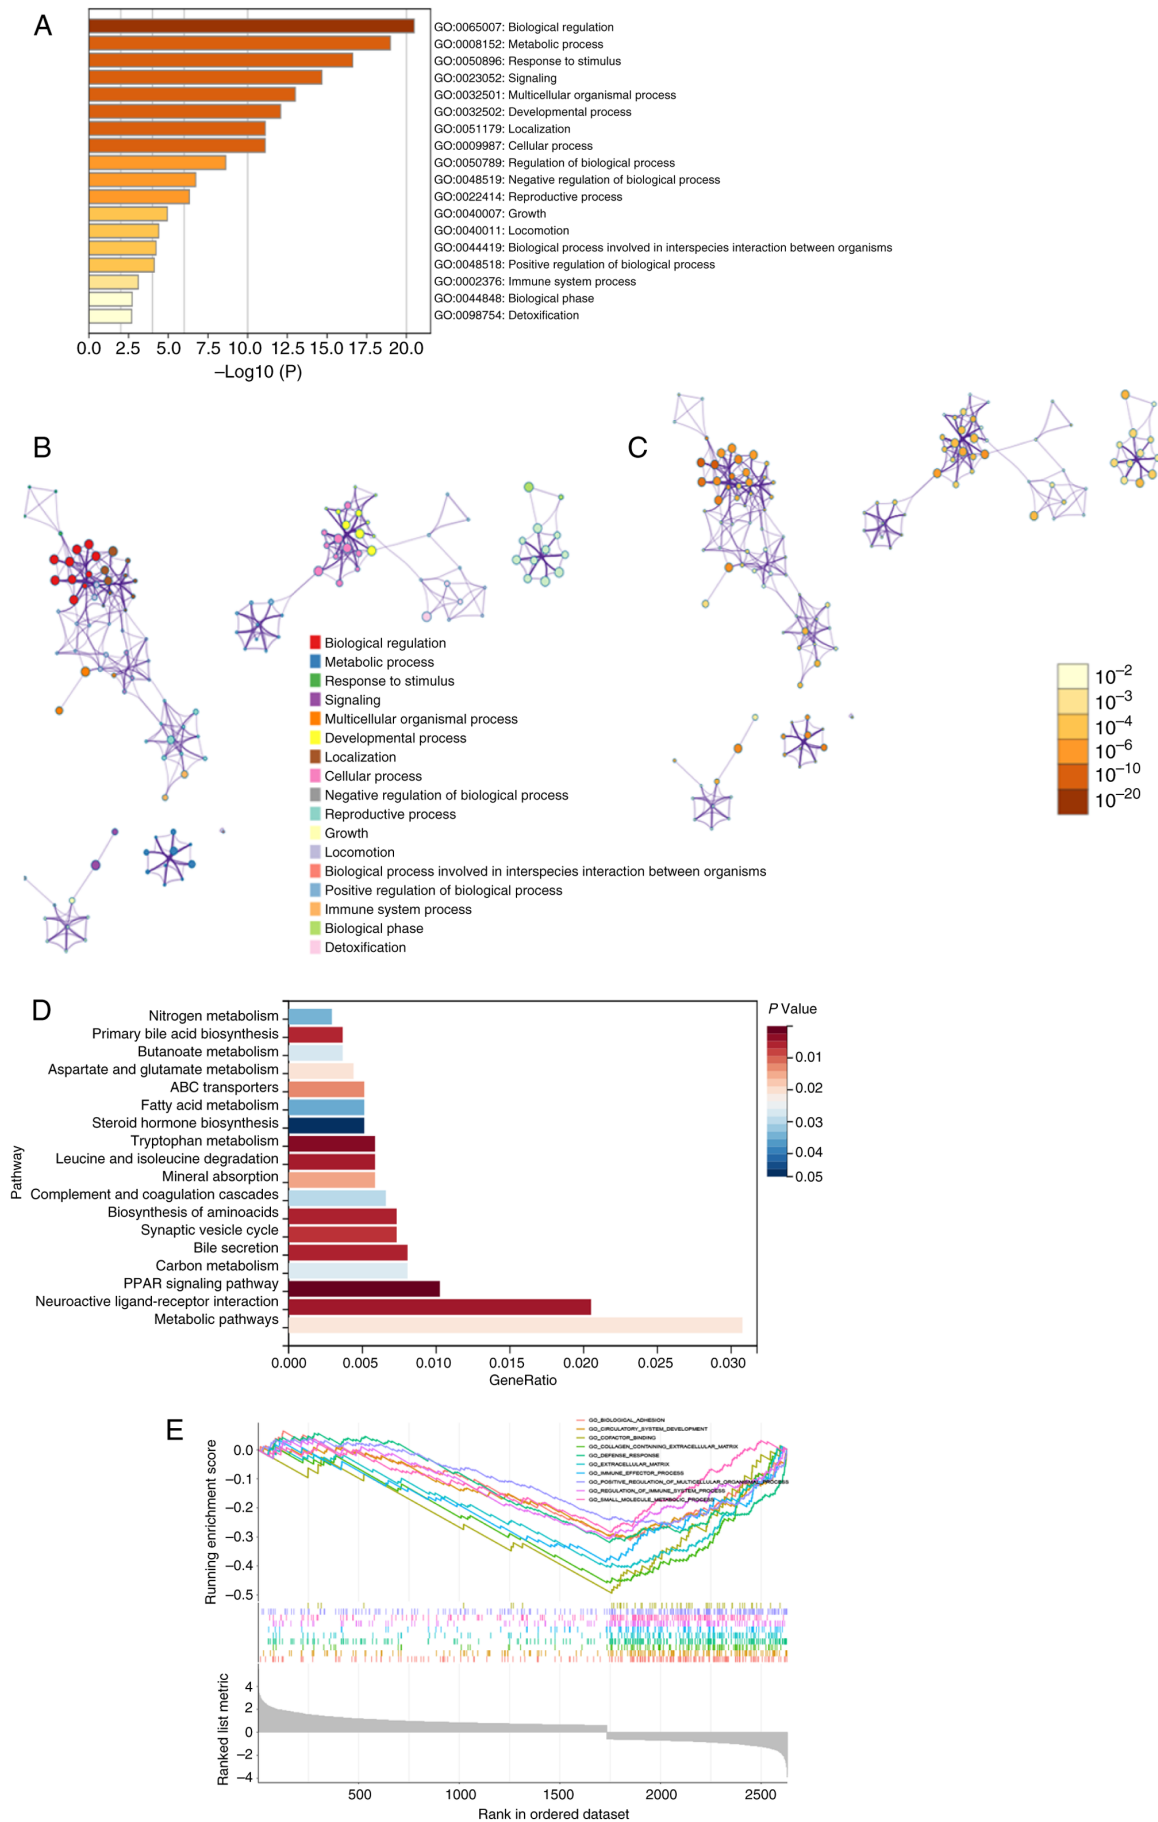 A
GO:0065007: Biological regulation
GO:0008152: Metabolic process
GO:0050896: Response to stimulus
GO:0023052: Signaling
GO:0032501: Multicellular organismal process
GO:0032502: Developmental process
GO:0051179: Localization
GO:0009987: Cellular process
GO:0050789: Regulation of biological process
GO:0048519: Negative regulation of biological process
GO:0022414: Reproductive process
GO:0040007: Growth
GO:0040011: Locomotion
GO:0044419: Biological process involved in interspecies interaction between organisms
GO:0048518: Positive regulation of biological process
GO:0002376: Immune system process
GO:0044848: Biological phase
GO:0098754: Detoxification
0.0 2.5 5.0 7.5 10.0 12.5 15.0 17.5 20.0
–Log10 (P)
B
Biological regulation
Metabolic process
Response to stimulus
Signaling
Multicellular organismal process
Developmental process
Localization
Cellular process
Negative regulation of biological process
Reproductive process
Growth
Locomotion
Biological process involved in interspecies interaction between organisms
Positive regulation of biological process
Immune system process
Biological phase
Detoxification
C
10⁻²
10⁻³
10⁻⁴
10⁻⁶
10⁻¹⁰
10⁻²⁰
D
Pathway
Nitrogen metabolism
Primary bile acid biosynthesis
Butanoate metabolism
Aspartate and glutamate metabolism
ABC transporters
Fatty acid metabolism
Steroid hormone biosynthesis
Tryptophan metabolism
Leucine and isoleucine degradation
Mineral absorption
Complement and coagulation cascades
Biosynthesis of aminoacids
Synaptic vesicle cycle
Bile secretion
Carbon metabolism
PPAR signaling pathway
Neuroactive ligand-receptor interaction
Metabolic pathways
0.000 0.005 0.010 0.015 0.020 0.025 0.030
GeneRatio
P Value
0.01
0.02
0.03
0.04
0.05
E
Running enrichment score
0.0
–0.1
–0.2
–0.3
–0.4
–0.5
GO_BIOLOGICAL_ADHESION
GO_CIRCULATORY_SYSTEM_DEVELOPMENT
GO_COFACTOR_BINDING
GO_COLLAGEN_CONTAINING_EXTRACELLULAR_MATRIX
GO_DEFENSE_RESPONSE
GO_EXTRACELLULAR_MATRIX
GO_IMMUNE_EFFECTOR_PROCESS
GO_POSITIVE_REGULATION_OF_MULTICELLULAR_ORGANISMAL_PROCESS
GO_REGULATION_OF_IMMUNE_SYSTEM_PROCESS
GO_SMALL_MOLECULE_METABOLIC_PROCESS
Ranked list metric
4
2
0
–2
–4
500 1000 1500 2000 2500
Rank in ordered dataset